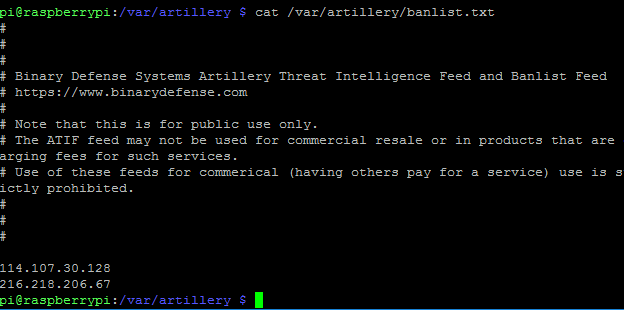 pi@raspberrypi:/var/artillery $ cat /var/artillery/banlist.txt
#
#
#
# Binary Defense Systems Artillery Threat Intelligence Feed and Banlist Feed
# https://www.binarydefense.com
#
# Note that this is for public use only.
# The ATIF feed may not be used for commercial resale or in products that are
arging fees for such services.
# Use of these feeds for commerical (having others pay for a service) use is s
ictly prohibited.
#
#
#
114.107.30.128
216.218.206.67
pi@raspberrypi:/var/artillery $